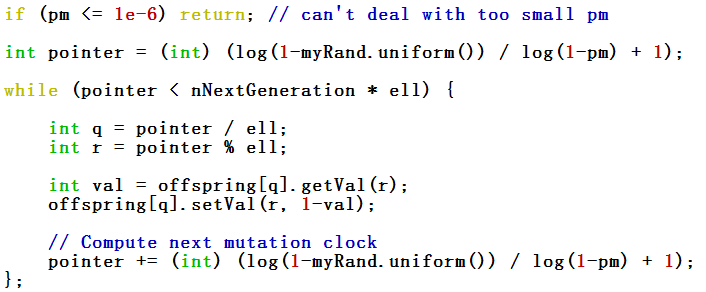 if (pm <= 1e-6) return; // can't deal with too small pm
int pointer = (int) (log(1-myRand.uniform()) / log(1-pm) + 1);
while (pointer < nNextGeneration * ell) {
int q = pointer / ell;
int r = pointer % ell;
int val = offspring[q].getVal(r);
offspring[q].setVal(r, 1-val);
// Compute next mutation clock
pointer += (int) (log(1-myRand.uniform()) / log(1-pm) + 1);
};